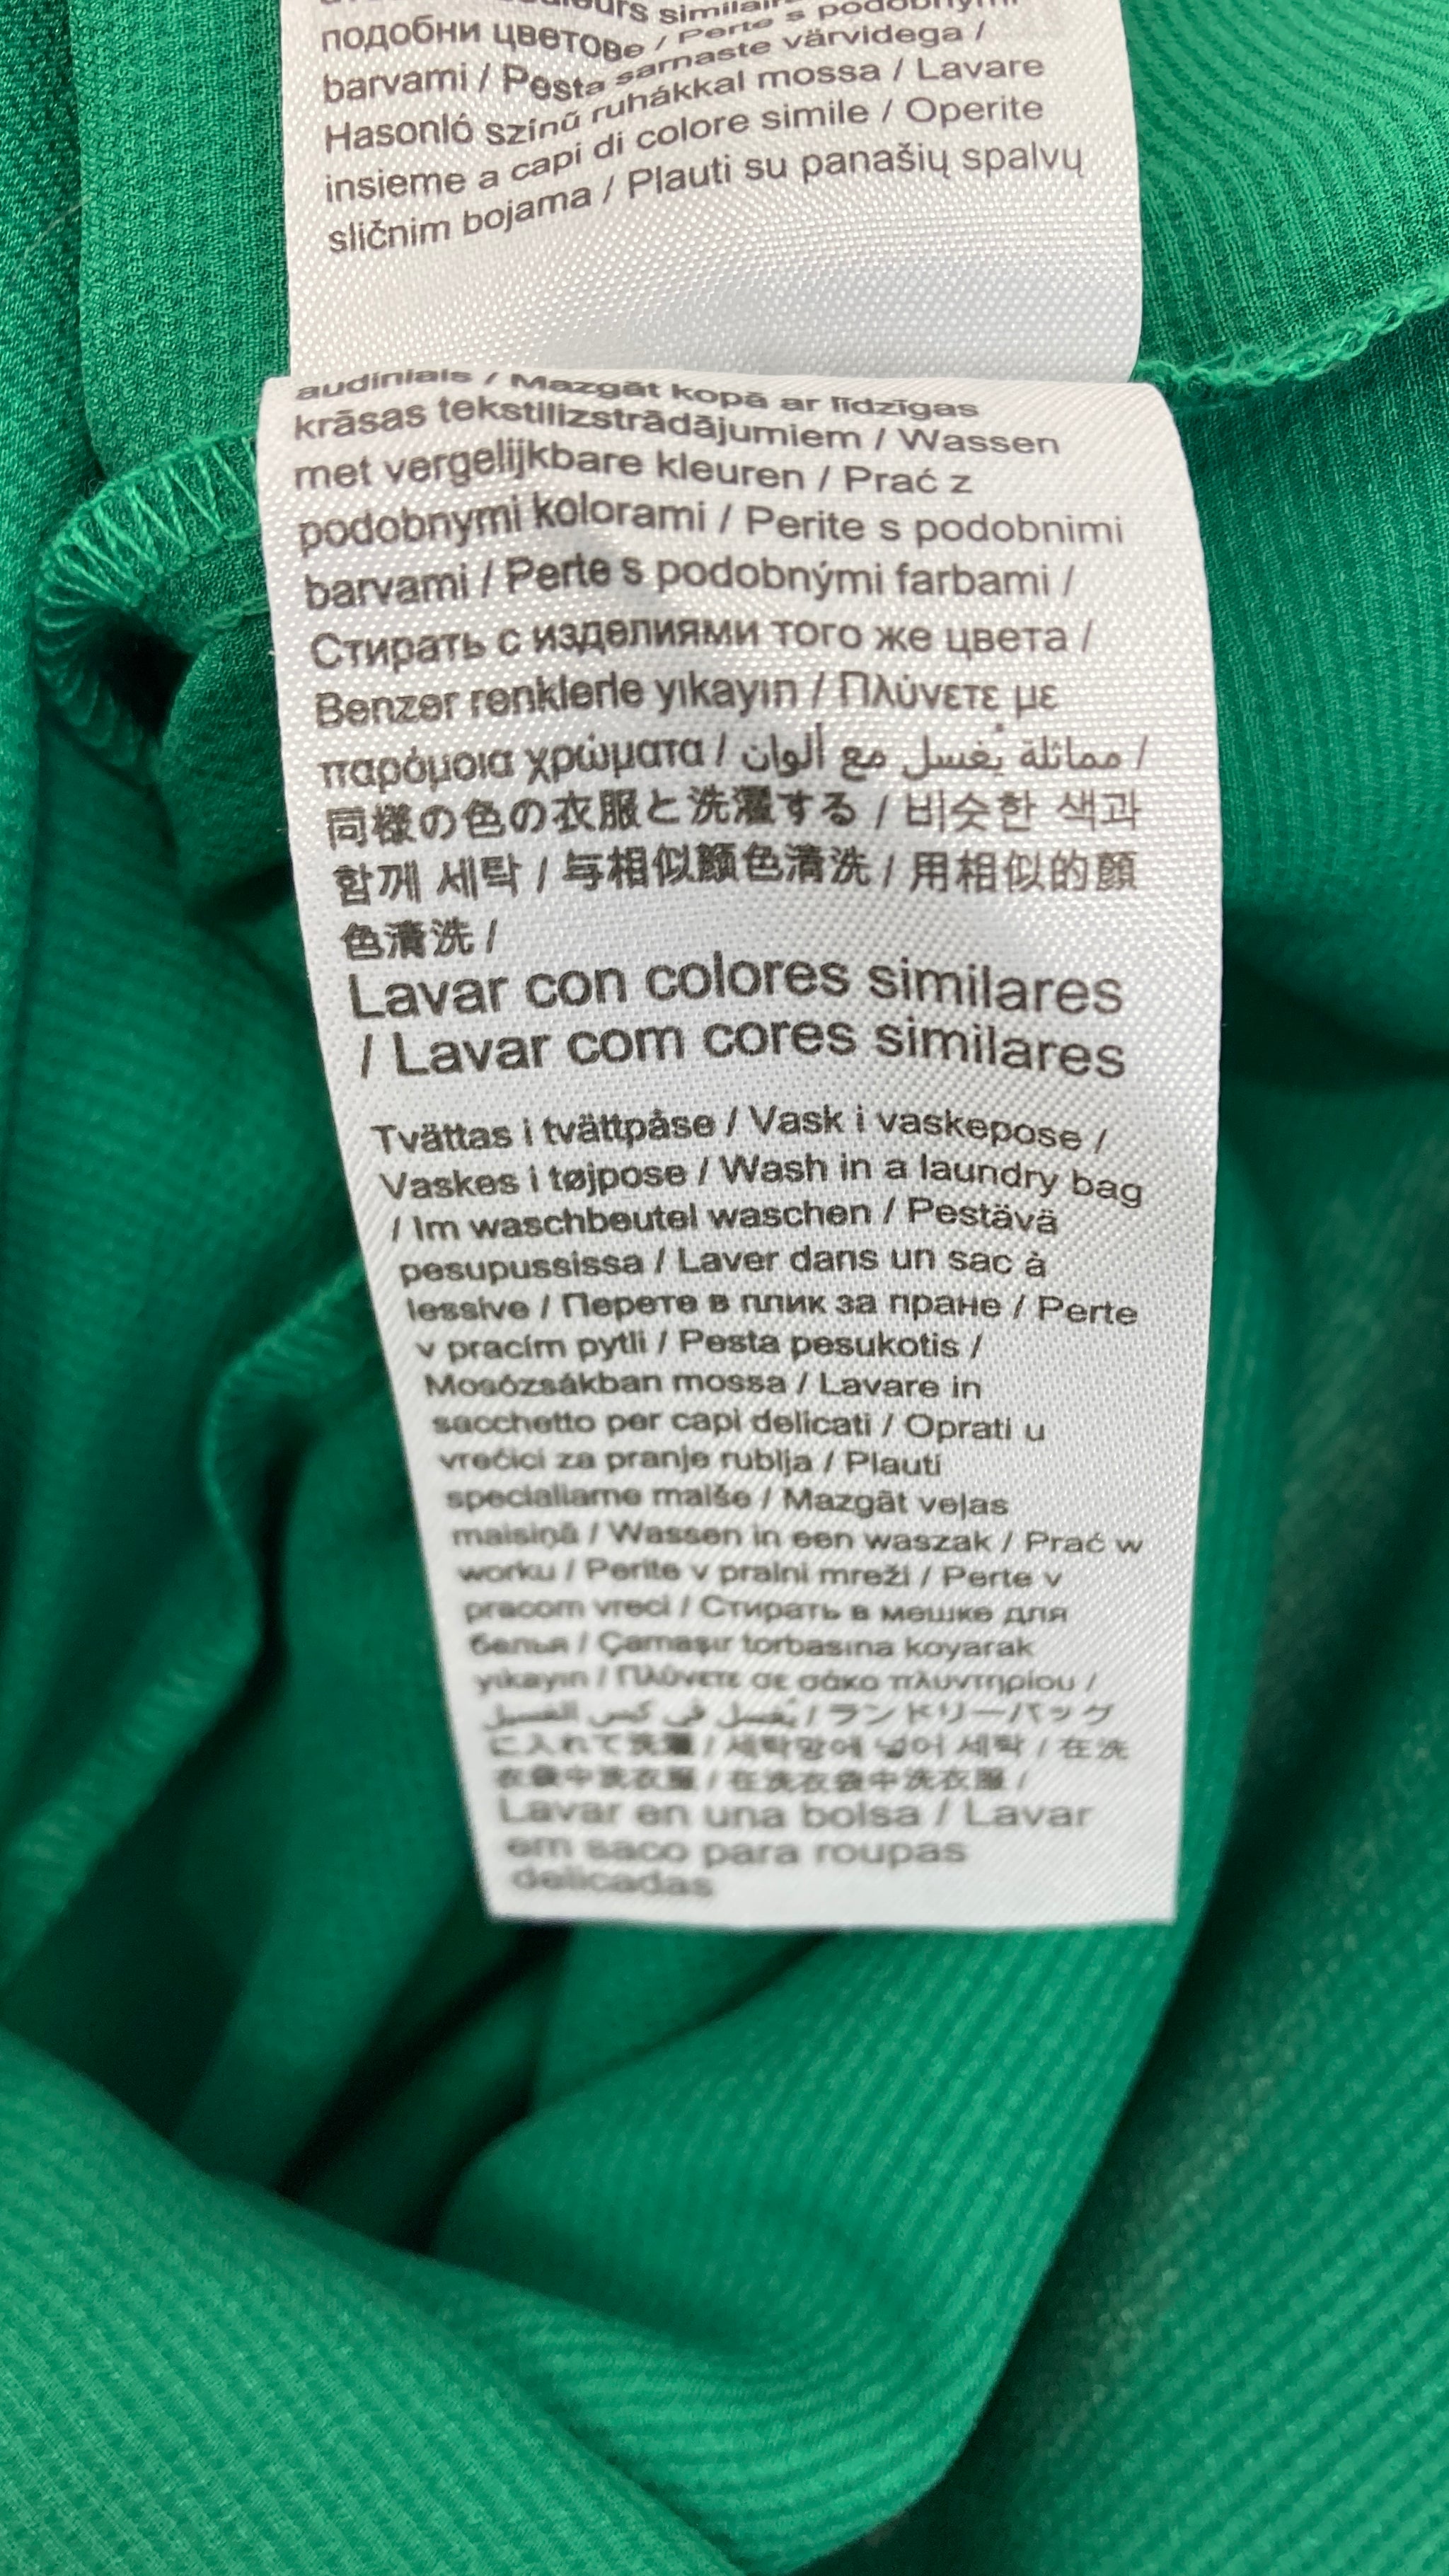 similair
подобни цветове / Perte s podobnými
barvami / Pesta sarnaste värvidega /
Hasonló színű ruhákkal mossa / Lavare
insieme a capi di colore simile / Operite
sličnim bojama / Plauti su panašių spalvų
audiniais / Mazgāt kopā ar līdzīgas
krāsas tekstilizstrādājumiem / Wassen
met vergelijkbare kleuren / Prać z
podobnymi kolorami / Perite s podobnimi
barvami / Perte s podobnými farbami /
Стирать с изделиями того же цвета /
Benzer renklerle yıkayın / Πλύνετε με
παρόμοια χρώματα / مماثلة يُغسل مع ألوان /
同様の色の衣服と洗濯する / 비슷한 색과
함께 세탁 / 与相似颜色清洗 / 用相似的顏
色清洗 /
Lavar con colores similares
/ Lavar com cores similares
Tvättas i tvättpåse / Vask i vaskepose /
Vaskes i tøjpose / Wash in a laundry bag
/ Im waschbeutel waschen / Pestävä
pesupussissa / Laver dans un sac à
lessive / Перете в плик за пране / Perte
v pracím pytli / Pesta pesukotis /
Mosózsákban mossa / Lavare in
sacchetto per capi delicati / Oprati u
vrećici za pranje rublja / Plauti
specialiame maiše / Mazgāt veļas
maisiņā / Wassen in een waszak / Prać w
worku / Perite v pralni mreži / Perte v
pracom vreci / Стирать в мешке для
белья / Çamaşır torbasına koyarak
yıkayın / Πλύνετε σε σάκο πλυντηρίου /
يُغسل في كيس الغسيل / ランドリーバッグ
に入れて洗濯 / 세탁망에 넣어 세탁 / 在洗
衣袋中洗衣服 / 在洗衣袋中洗衣服 /
Lavar en una bolsa / Lavar
em saco para roupas
delicadas